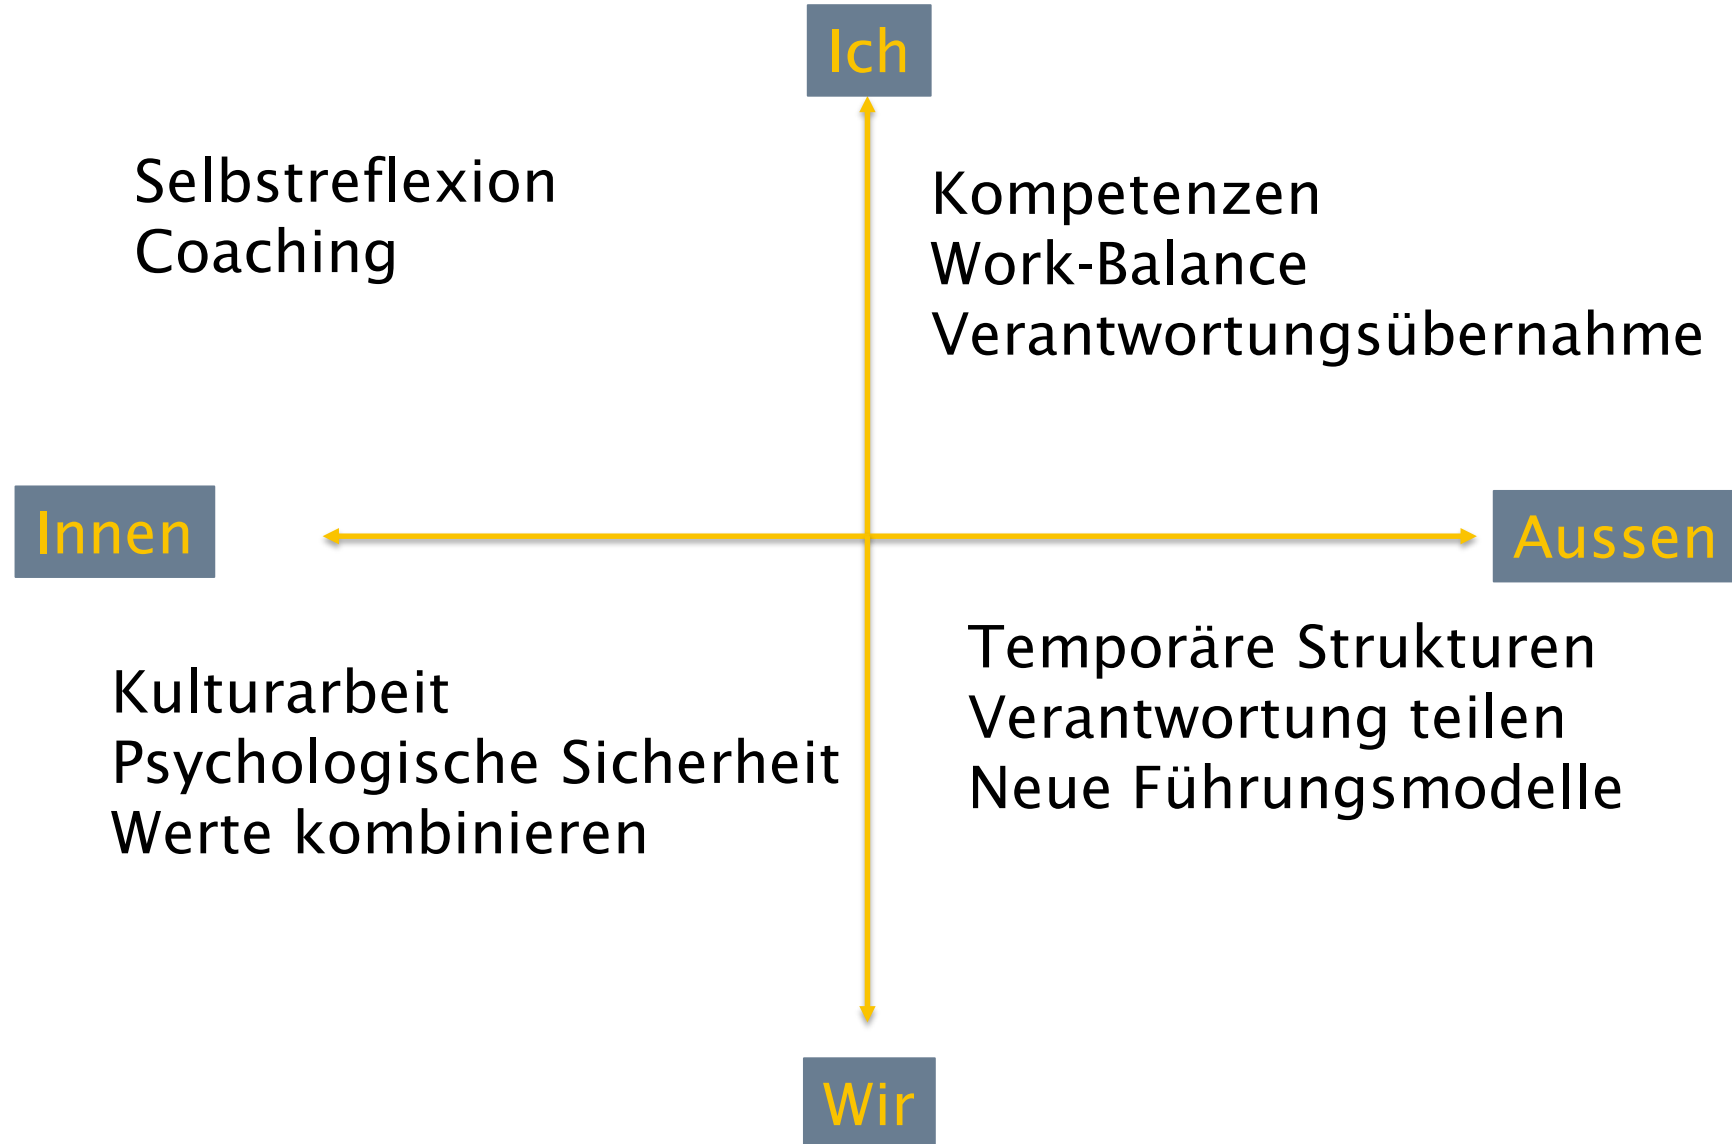 Ich
Selbstreflexion
Coaching
Kompetenzen
Work-Balance
Verantwortungsübernahme
Innen
Aussen
Kulturarbeit
Psychologische Sicherheit
Werte kombinieren
Temporäre Strukturen
Verantwortung teilen
Neue Führungsmodelle
Wir